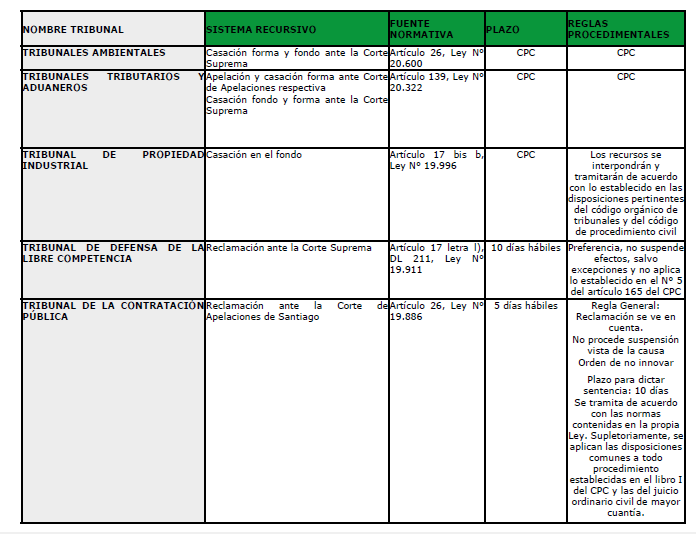 NOMBRE TRIBUNAL
SISTEMA RECURSIVO
FUENTE
NORMATIVA
PLAZO
REGLAS
PROCEDIMENTALES
TRIBUNALES AMBIENTALES
Casación forma y fondo ante la Corte
Suprema
Artículo 26, Ley Nº
20.600
CPC
CPC
TRIBUNALES TRIBUTARIOS Y
ADUANEROS
Apelación y casación forma ante Corte
de Apelaciones respectiva
Casación fondo y forma ante la Corte
Suprema
Artículo 139, Ley Nº
20.322
CPC
CPC
TRIBUNAL DE PROPIEDAD
INDUSTRIAL
Casación en el fondo
Artículo 17 bis b,
Ley Nº 19.996
CPC
Los recursos se
interpondrán y
tramitarán de acuerdo
con lo establecido en las
disposiciones pertinentes
del código orgánico de
tribunales y del código
de procedimiento civil
TRIBUNAL DE DEFENSA DE LA
LIBRE COMPETENCIA
Reclamación ante la Corte Suprema
Artículo 17 letra l),
DL 211, Ley Nº
19.911
10 días hábiles
Preferencia, no suspende
efectos, salvo
excepciones y no aplica
lo establecido en el Nº 5
del artículo 165 del CPC
TRIBUNAL DE LA CONTRATACIÓN
PÚBLICA
Reclamación ante la Corte de
Apelaciones de Santiago
Artículo 26, Ley Nº
19.886
5 días hábiles
Regla General:
Reclamación se ve en
cuenta.
No procede suspensión
vista de la causa
Orden de no innovar
Plazo para dictar
sentencia: 10 días
Se tramita de acuerdo
con las normas
contenidas en la propia
Ley. Supletoriamente, se
aplican las disposiciones
comunes a todo
procedimiento
establecidas en el libro I
del CPC y las del juicio
ordinario civil de mayor
cuantía.